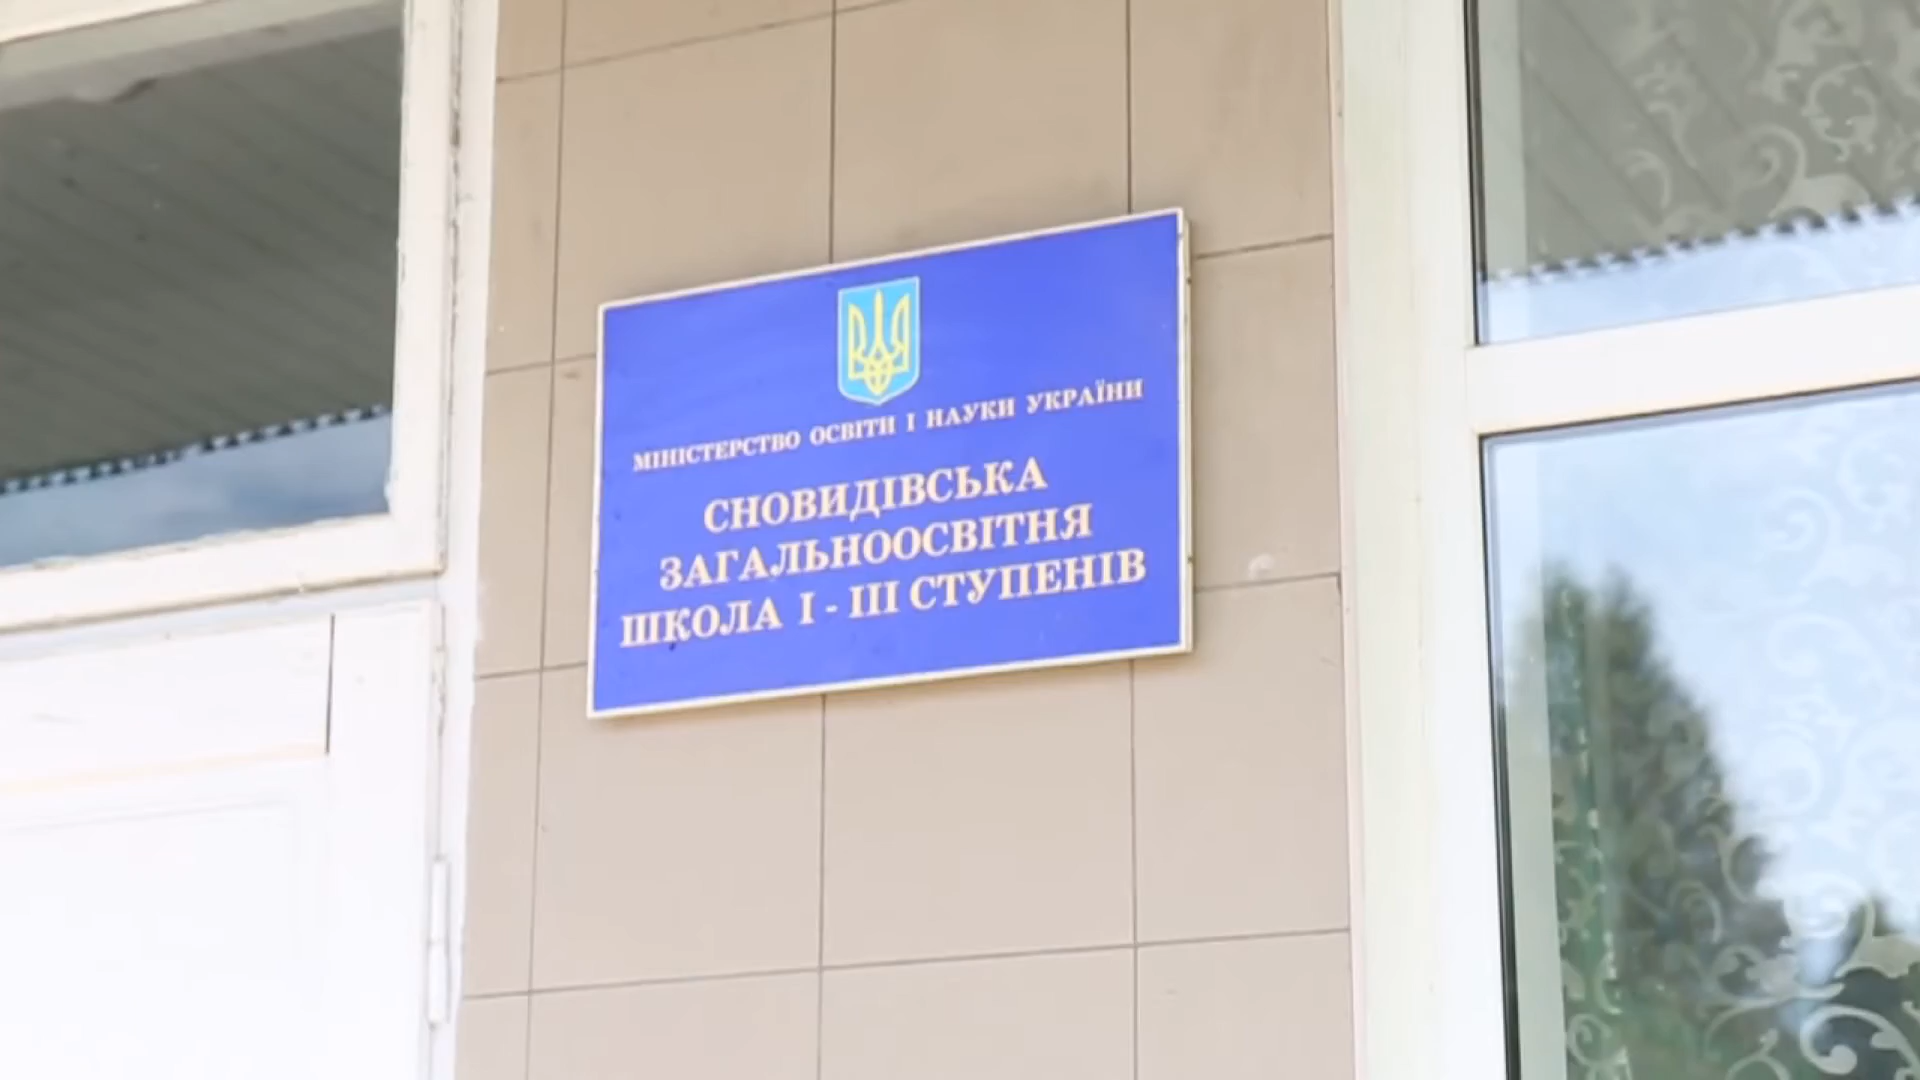 МІНІСТЕРСТВО ОСВІТИ І НАУКИ УКРАЇНИ
СНОВИДІВСЬКА
ЗАГАЛЬНООСВІТНЯ
ШКОЛА І - ІІІ СТУПЕНІВ